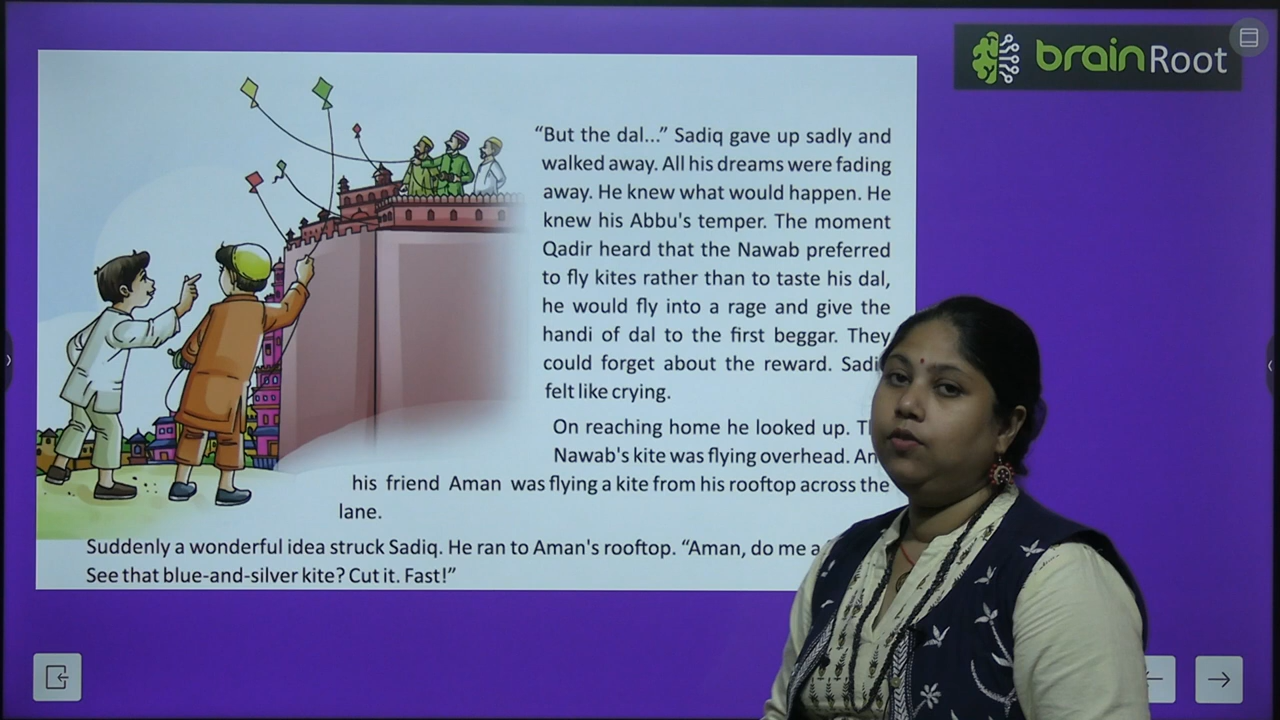 brainRoot
“But the dal...” Sadiq gave up sadly and
walked away. All his dreams were fading
away. He knew what would happen. He
knew his Abbu's temper. The moment
Qadir heard that the Nawab preferred
to fly kites rather than to taste his dal,
he would fly into a rage and give the
handi of dal to the first beggar. They
could forget about the reward.
felt like crying.
On reaching home he looked up.
Nawab's kite was flying overhead.
his friend Aman was flying a kite from his rooftop across the
lane.
Suddenly a wonderful idea struck Sadiq. He ran to Aman's rooftop. “Aman, do me a
See that blue-and-silver kite? Cut it. Fast!”